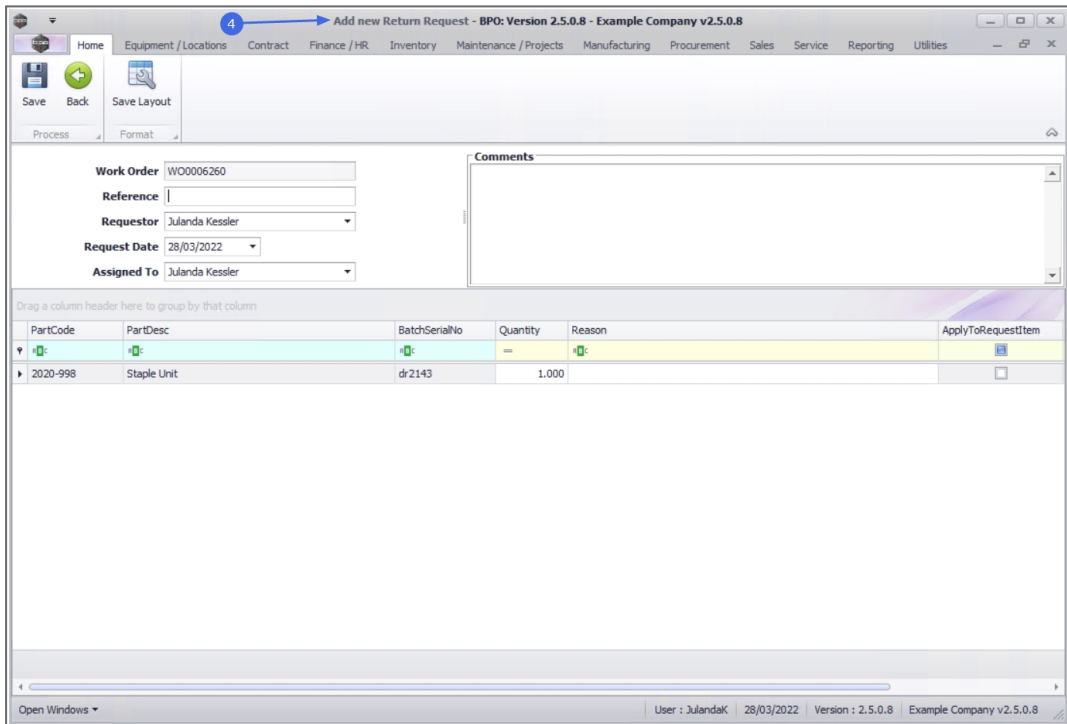 4
Add new Return Request - BPO: Version 2.5.0.8 - Example Company v2.5.0.8
Home Equipment / Locations Contract Finance / HR Inventory Maintenance / Projects Manufacturing Procurement Sales Service Reporting Utilities
Save Back Save Layout
Process Format
Comments
Work Order WO0006260
Reference
Requestor Julanda Kessler
Request Date 28/03/2022
Assigned To Julanda Kessler
Drag a column header here to group by that column
PartCode PartDesc BatchSerialNo Quantity Reason ApplyToRequestItem
=
2020-998 Staple Unit dr2143 1.000
Open Windows User : JulandaK 28/03/2022 Version : 2.5.0.8 Example Company v2.5.0.8